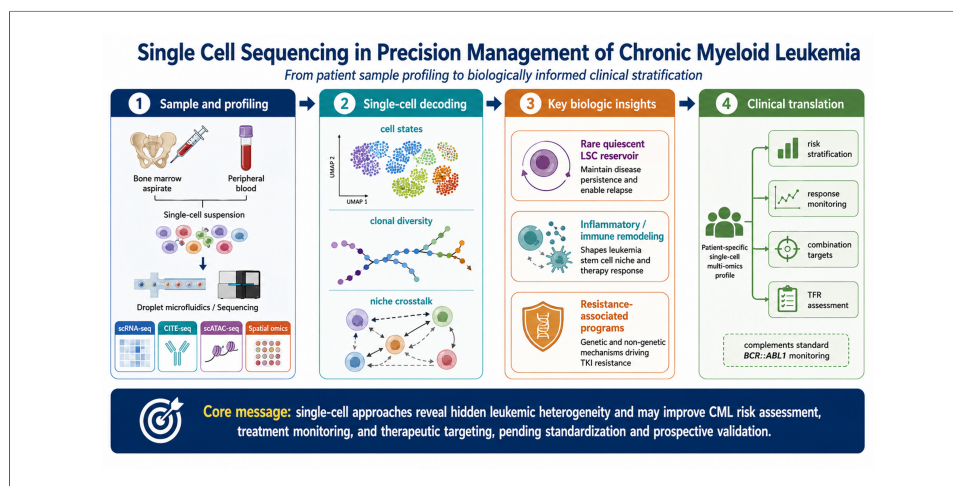 Single Cell Sequencing in Precision Management of Chronic Myeloid Leukemia
From patient sample profiling to biologically informed clinical stratification
1 Sample and profiling
Bone marrow
aspirate
Peripheral
blood
Single-cell suspension
Droplet microfluidics / Sequencing
scRNA-seq
CITE-seq
scATAC-seq
Spatial omics
2 Single-cell decoding
cell states
UMAP 2
UMAP 1
clonal diversity
niche crosstalk
3 Key biologic insights
Rare quiescent
LSC reservoir
Maintain disease
persistence and
enable relapse
Inflammatory /
immune remodeling
Shapes leukemia
stem cell niche and
therapy response
Resistance-
associated programs
Genetic and non-genetic
mechanisms driving
TKI resistance
4 Clinical translation
Patient-specific
single-cell
multi-omics
profile
risk
stratification
response
monitoring
combination
targets
TFR
assessment
complements standard
BCR::ABL1 monitoring
Core message: single-cell approaches reveal hidden leukemic heterogeneity and may improve CML risk assessment,
treatment monitoring, and therapeutic targeting, pending standardization and prospective validation.